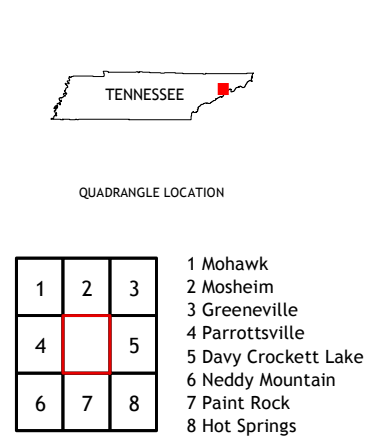 TENNESSEE
QUADRANGLE LOCATION
1 2 3
4 5
6 7 8
1 Mohawk
2 Mosheim
3 Greeneville
4 Parrottsville
5 Davy Crockett Lake
6 Neddy Mountain
7 Paint Rock
8 Hot Springs